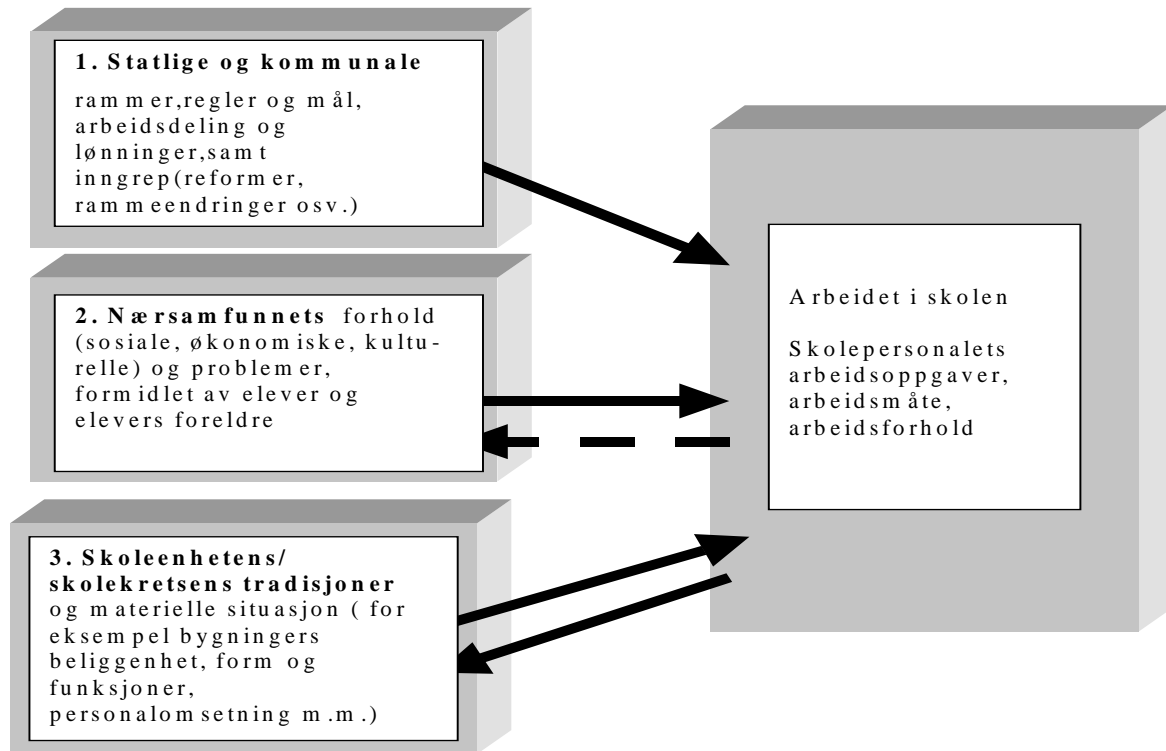 1. Statlige og kommunale
rammer,regler og mål,
arbeidsdeling og
lønninger,samt
inngrep(reformer,
rammeendringer osv.)
2. Nærsamfunnets forhold
(sosiale, økonomiske, kultu-
relle) og problemer,
formidlet av elever og
elevers foreldre
3. Skoleenhetens/
skolekretsens tradisjoner
og materielle situasjon ( for
eksempel bygningers
beliggenhet, form og
funksjoner,
personalomsetning m.m.)
Arbeidet i skolen
Skolepersonalets
arbeidsoppgaver,
arbeidsmåte,
arbeidsforhold